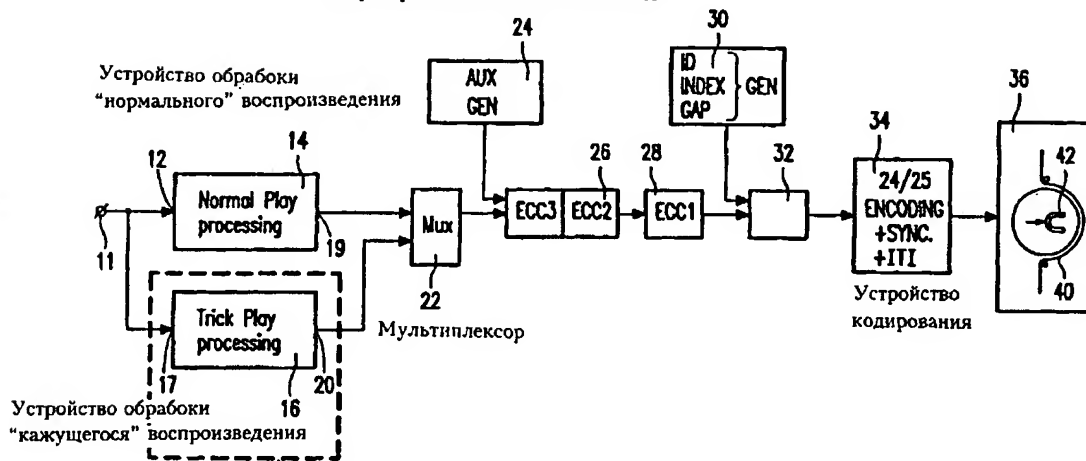 24
AUX
GEN
30
ID
INDEX
GAP
GEN
36
42
40
Устройство обрабоки
"нормального" воспроизведения
12
14
Normal Play
processing
19
11
Mux
22
Мультиплексор
ECC3
ECC2
26
28
ECC1
32
34
24/25
ENCODING
+SYNC.
+ITI
Устройство
кодирования
Trick Play
processing
17
16
20
Устройство обрабоки
"кажущегося" воспроизведения